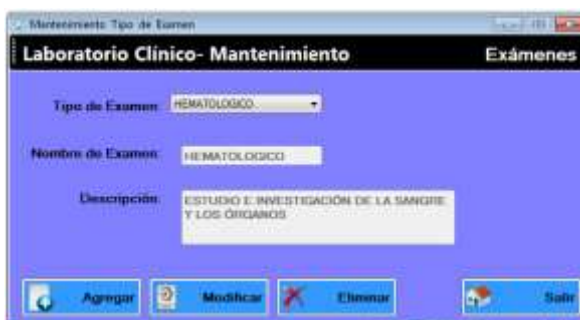 Mantenimiento Tipo de Examen
Laboratorio Clínico- Mantenimiento Exámenes
Tipo de Examen: HEMATOLOGICO
Nombre de Examen: HEMATOLOGICO
Descripción: ESTUDIO E INVESTIGACIÓN DE LA SANGRE
Y LOS ÓRGANOS
Agregar Modificar Eliminar Salir